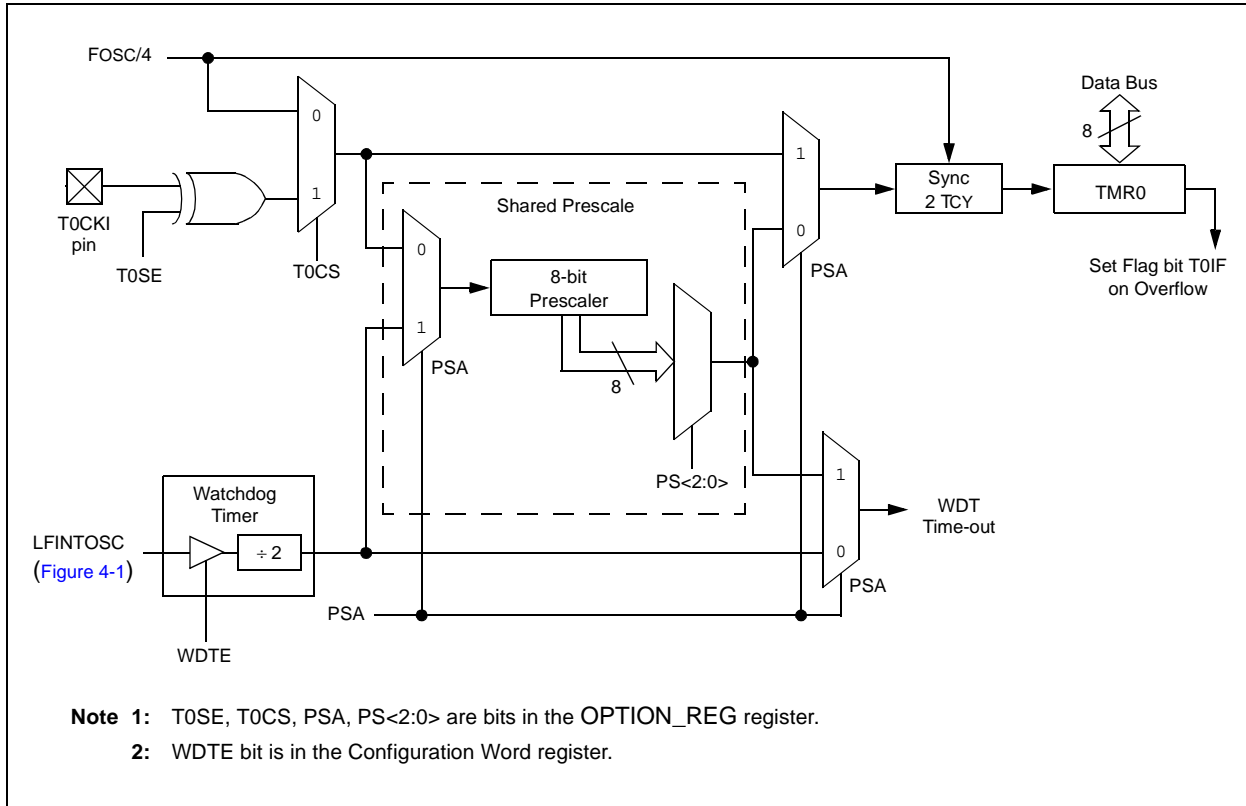 FOSC/4
Data Bus
8
0
1
T0CKI
pin
T0SE
T0CS
Shared Prescale
0
1
PSA
8-bit
Prescaler
8
PS<2:0>
1
0
PSA
Sync
2 TCY
TMR0
Set Flag bit T0IF
on Overflow
Watchdog
Timer
LFINTOSC
(Figure 4-1)
÷ 2
WDTE
PSA
1
0
PSA
WDT
Time-out
Note 1: T0SE, T0CS, PSA, PS<2:0> are bits in the OPTION_REG register.
2: WDTE bit is in the Configuration Word register.